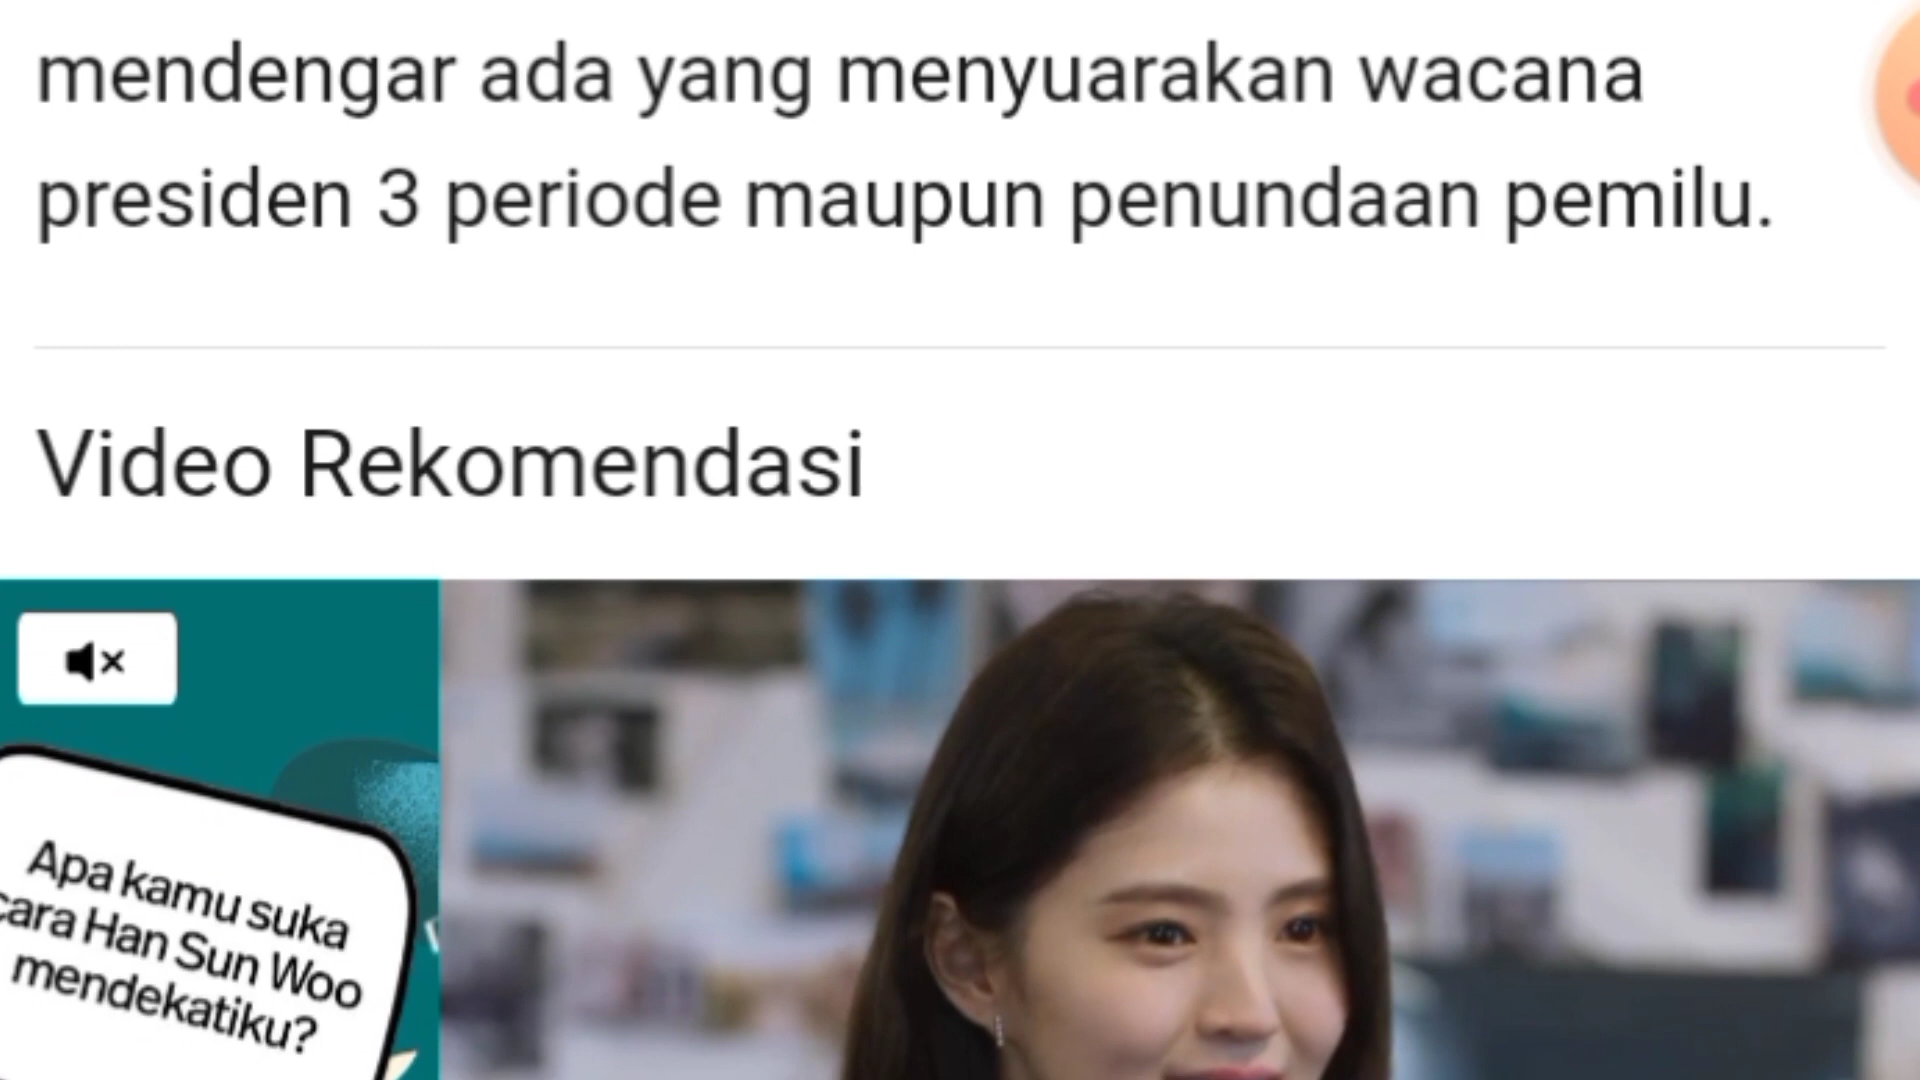 mendengar ada yang menyuarakan wacana
presiden 3 periode maupun penundaan pemilu.
Video Rekomendasi
Apa kamu suka
cara Han Sun Woo
mendekatiku?